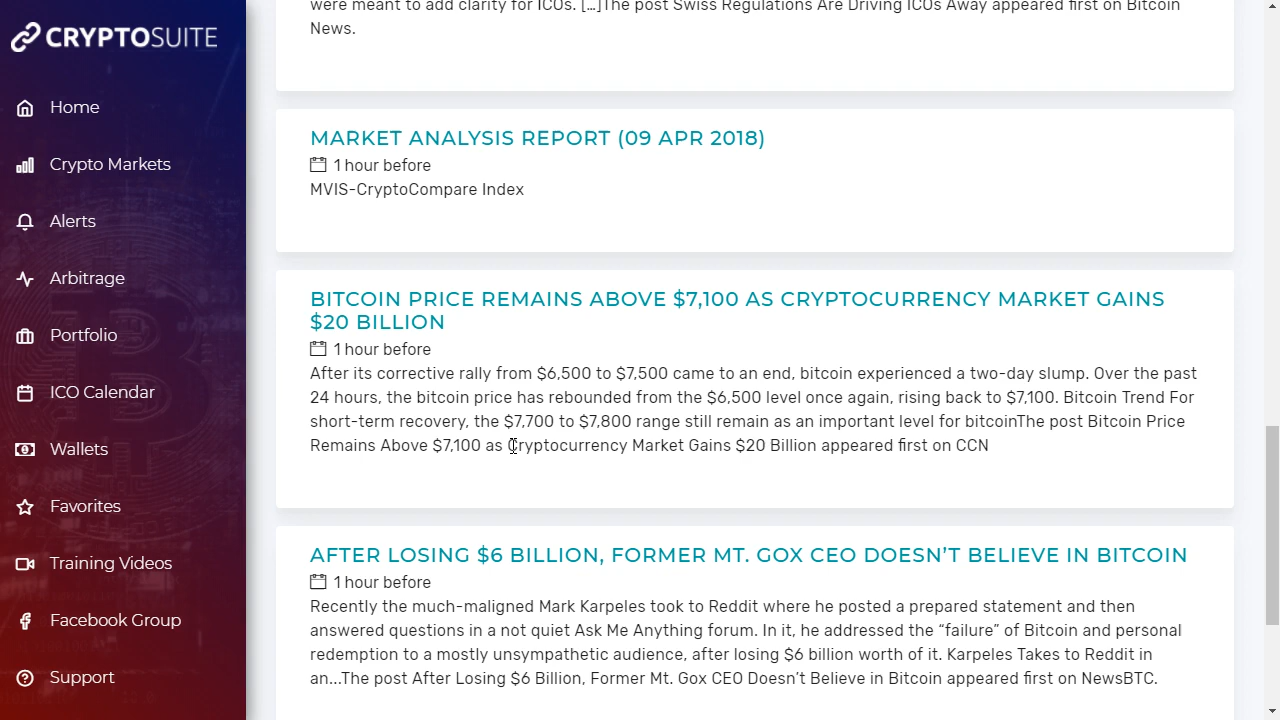 CRYPTOSUITE
Home
Crypto Markets
Alerts
Arbitrage
Portfolio
ICO Calendar
Wallets
Favorites
Training Videos
Facebook Group
Support
were meant to add clarity for ICOs. […]The post Swiss Regulations Are Driving ICOs Away appeared first on Bitcoin
News.
MARKET ANALYSIS REPORT (09 APR 2018)
1 hour before
MVIS-CryptoCompare Index
BITCOIN PRICE REMAINS ABOVE $7,100 AS CRYPTOCURRENCY MARKET GAINS
$20 BILLION
1 hour before
After its corrective rally from $6,500 to $7,500 came to an end, bitcoin experienced a two-day slump. Over the past
24 hours, the bitcoin price has rebounded from the $6,500 level once again, rising back to $7,100. Bitcoin Trend For
short-term recovery, the $7,700 to $7,800 range still remain as an important level for bitcoinThe post Bitcoin Price
Remains Above $7,100 as Cryptocurrency Market Gains $20 Billion appeared first on CCN
AFTER LOSING $6 BILLION, FORMER MT. GOX CEO DOESN’T BELIEVE IN BITCOIN
1 hour before
Recently the much-maligned Mark Karpeles took to Reddit where he posted a prepared statement and then
answered questions in a not quiet Ask Me Anything forum. In it, he addressed the “failure” of Bitcoin and personal
redemption to a mostly unsympathetic audience, after losing $6 billion worth of it. Karpeles Takes to Reddit in
an...The post After Losing $6 Billion, Former Mt. Gox CEO Doesn’t Believe in Bitcoin appeared first on NewsBTC.